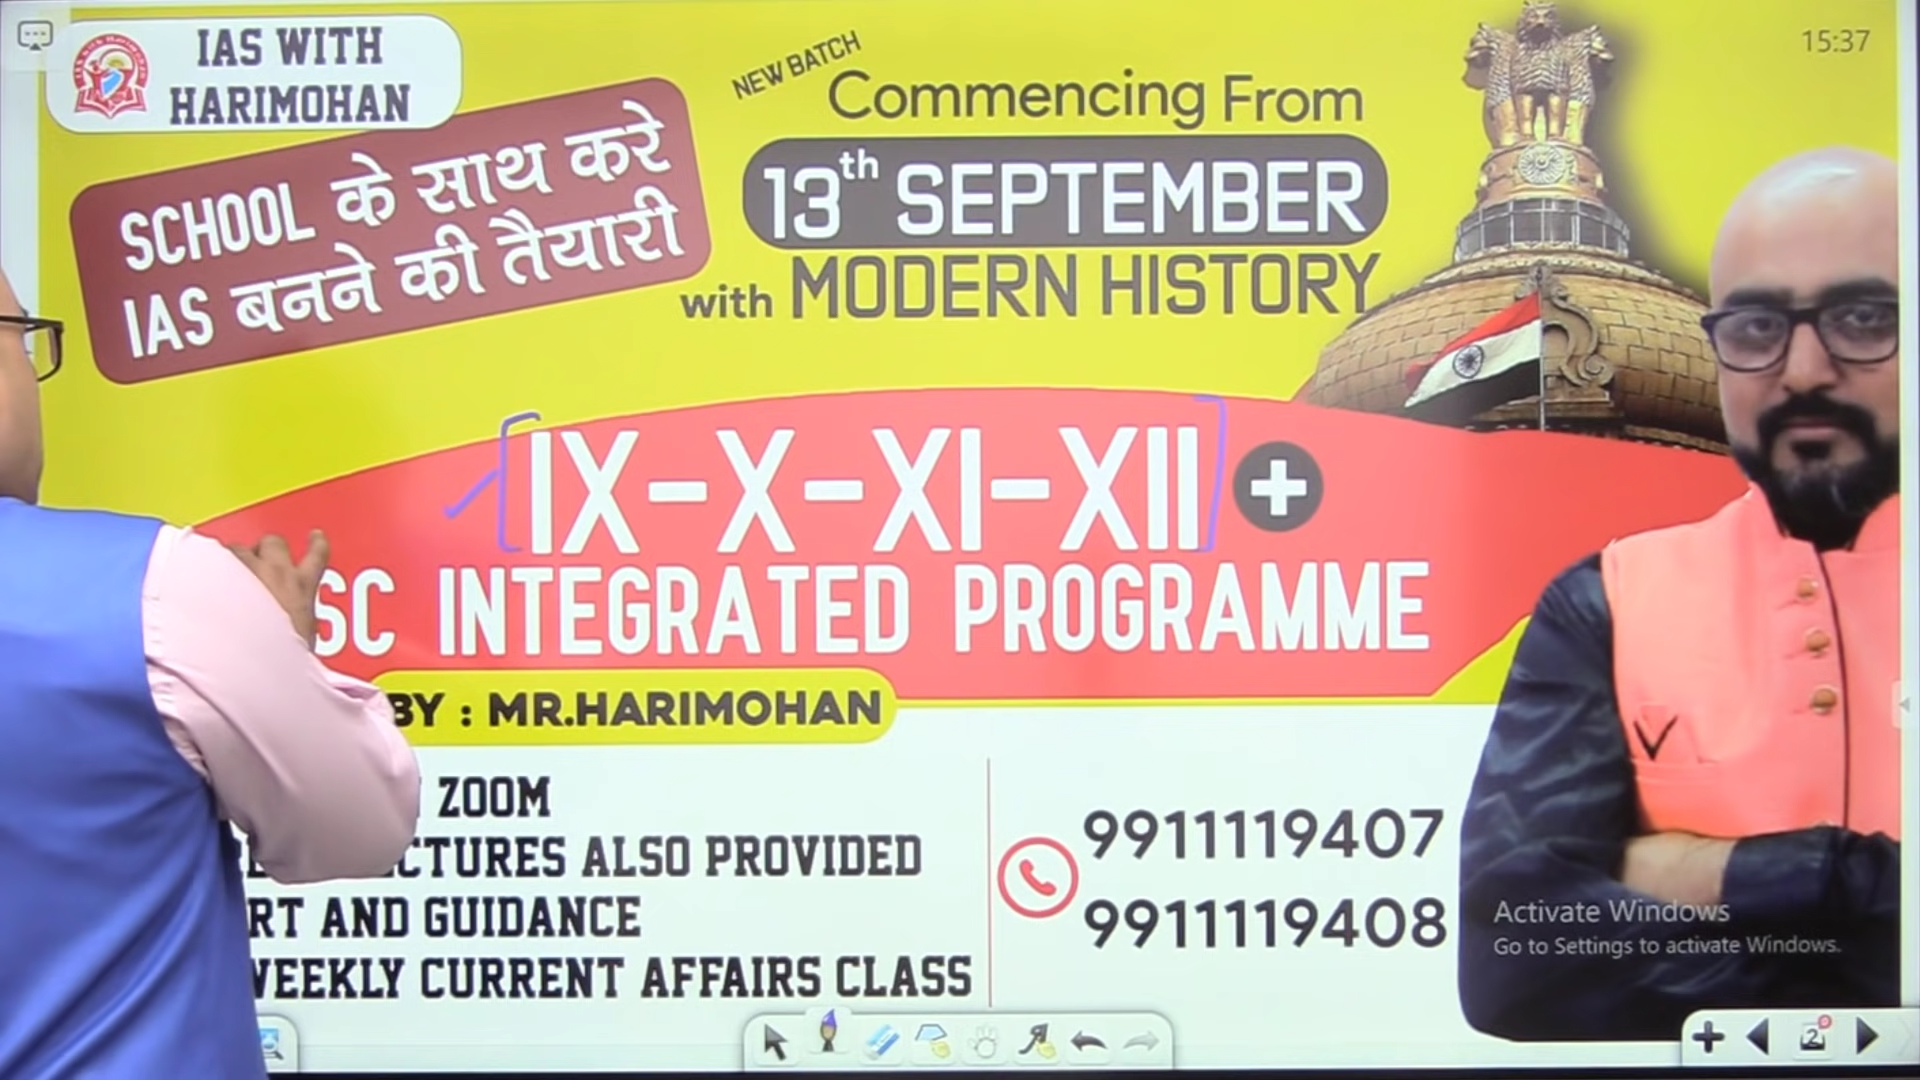 IAS WITH
HARIMOHAN
15:37
SCHOOL के साथ करे
IAS बनने की तैयारी
NEW BATCH
Commencing From
13th SEPTEMBER
with MODERN HISTORY
IX-X-XI-XII +
SC INTEGRATED PROGRAMME
BY : MR.HARIMOHAN
ZOOM
CTURES ALSO PROVIDED
RT AND GUIDANCE
WEEKLY CURRENT AFFAIRS CLASS
9911119407
9911119408
Activate Windows
Go to Settings to activate Windows.
2